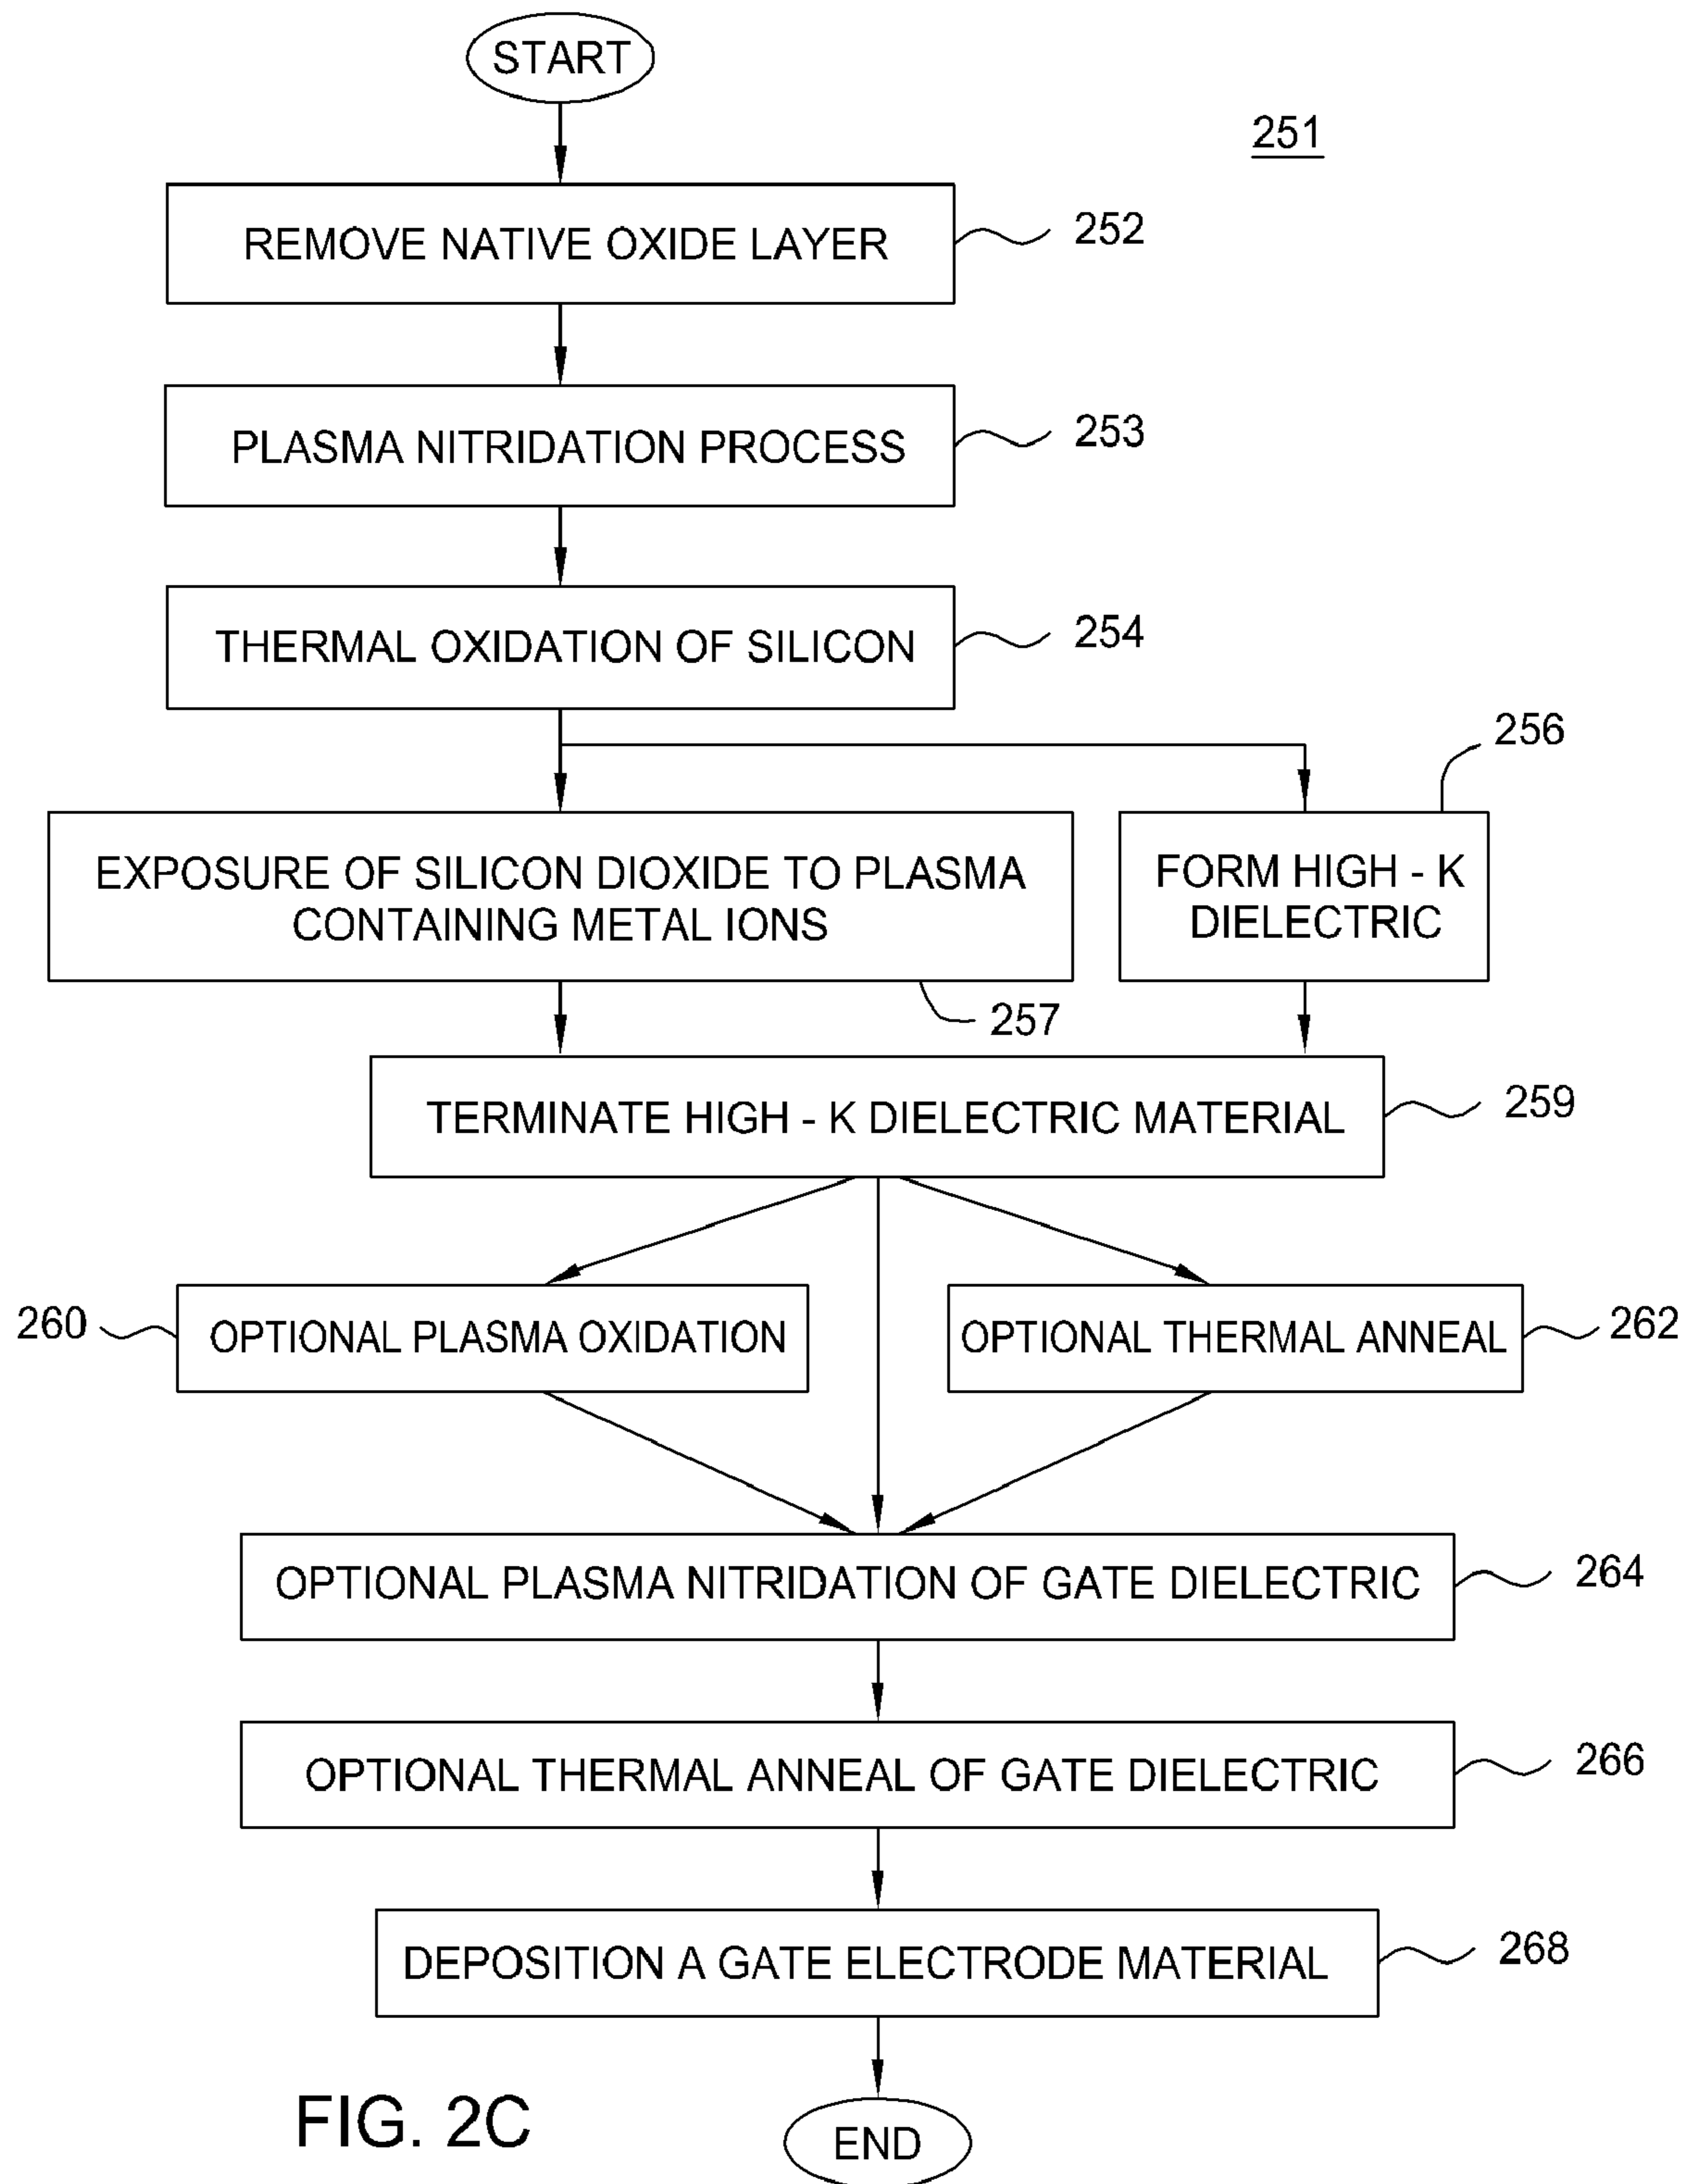 START
251
REMOVE NATIVE OXIDE LAYER
252
PLASMA NITRIDATION PROCESS
253
THERMAL OXIDATION OF SILICON
254
256
EXPOSURE OF SILICON DIOXIDE TO PLASMA
CONTAINING METAL IONS
FORM HIGH - K
DIELECTRIC
257
TERMINATE HIGH - K DIELECTRIC MATERIAL
259
260
OPTIONAL PLASMA OXIDATION
OPTIONAL THERMAL ANNEAL
262
OPTIONAL PLASMA NITRIDATION OF GATE DIELECTRIC
264
OPTIONAL THERMAL ANNEAL OF GATE DIELECTRIC
266
DEPOSITION A GATE ELECTRODE MATERIAL
268
FIG. 2C
END